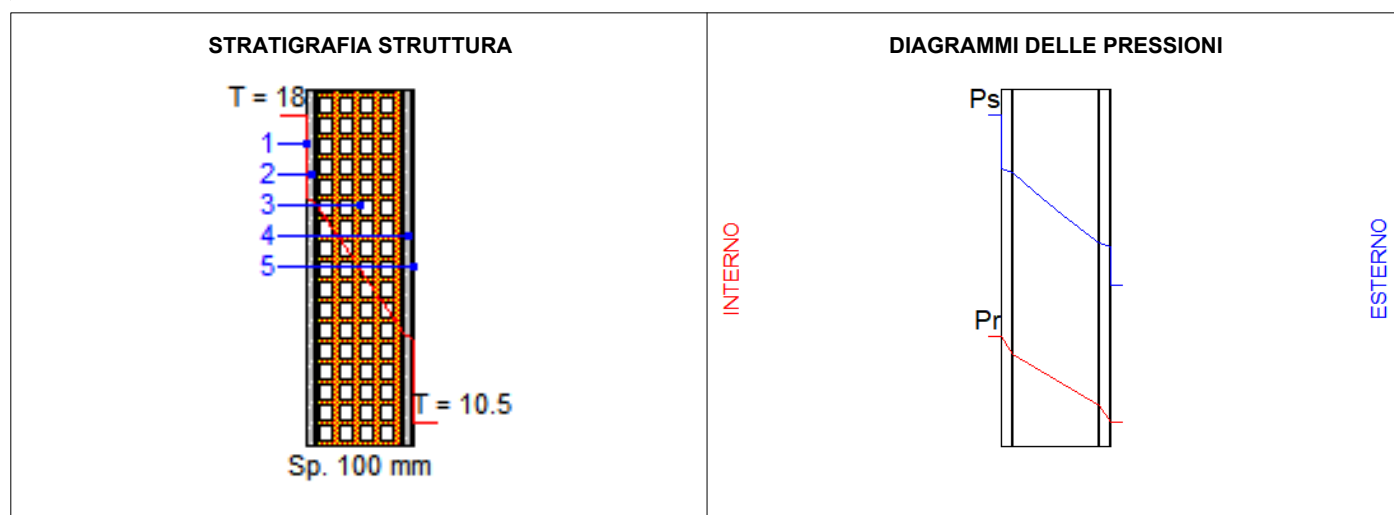 STRATIGRAFIA STRUTTURA
T = 18
1
2
3
4
5
T = 10.5
Sp. 100 mm
DIAGRAMMI DELLE PRESSIONI
Ps
Pr
INTERNO
ESTERNO